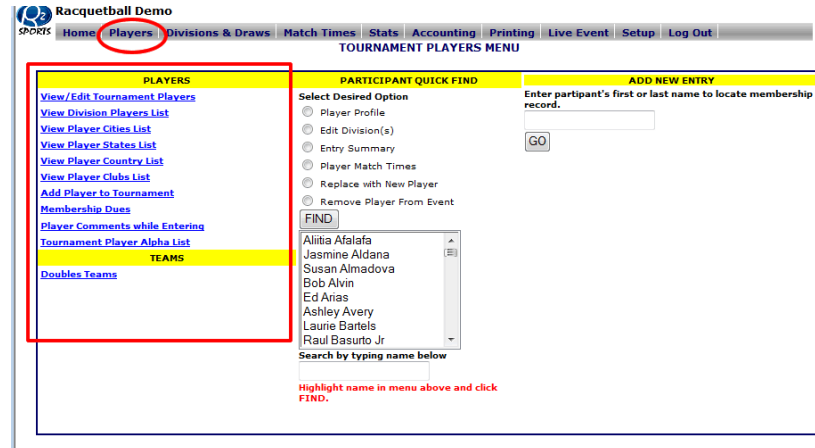 Racquetball Demo
R2
SPORTS
Home Players Divisions & Draws Match Times Stats Accounting Printing Live Event Setup Log Out
TOURNAMENT PLAYERS MENU
PLAYERS
View/Edit Tournament Players
View Division Players List
View Player Cities List
View Player States List
View Player Country List
View Player Clubs List
Add Player to Tournament
Membership Dues
Player Comments while Entering
Tournament Player Alpha List
TEAMS
Doubles Teams
PARTICIPANT QUICK FIND
Select Desired Option
Player Profile
Edit Division(s)
Entry Summary
Player Match Times
Replace with New Player
Remove Player From Event
FIND
Aliitia Afalafa
Jasmine Aldana
Susan Almadova
Bob Alvin
Ed Arias
Ashley Avery
Laurie Bartels
Raul Basurto Jr
Search by typing name below
Highlight name in menu above and click
FIND.
ADD NEW ENTRY
Enter partipant's first or last name to locate membership
record.
GO